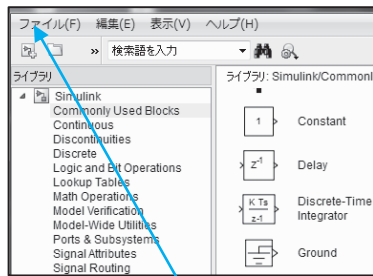 ファイル(F) 編集(E) 表示(V) ヘルプ(H)
» 検索語を入力
ライブラリ
Simulink
Commonly Used Blocks
Continuous
Discontinuities
Discrete
Logic and Bit Operations
Lookup Tables
Math Operations
Model Verification
Model-Wide Utilities
Ports & Subsystems
Signal Attributes
Signal Routing
ライブラリ: Simulink/Commonl
1 Constant
z-1 Delay
K Ts
z-1
Discrete-Time
Integrator
Ground